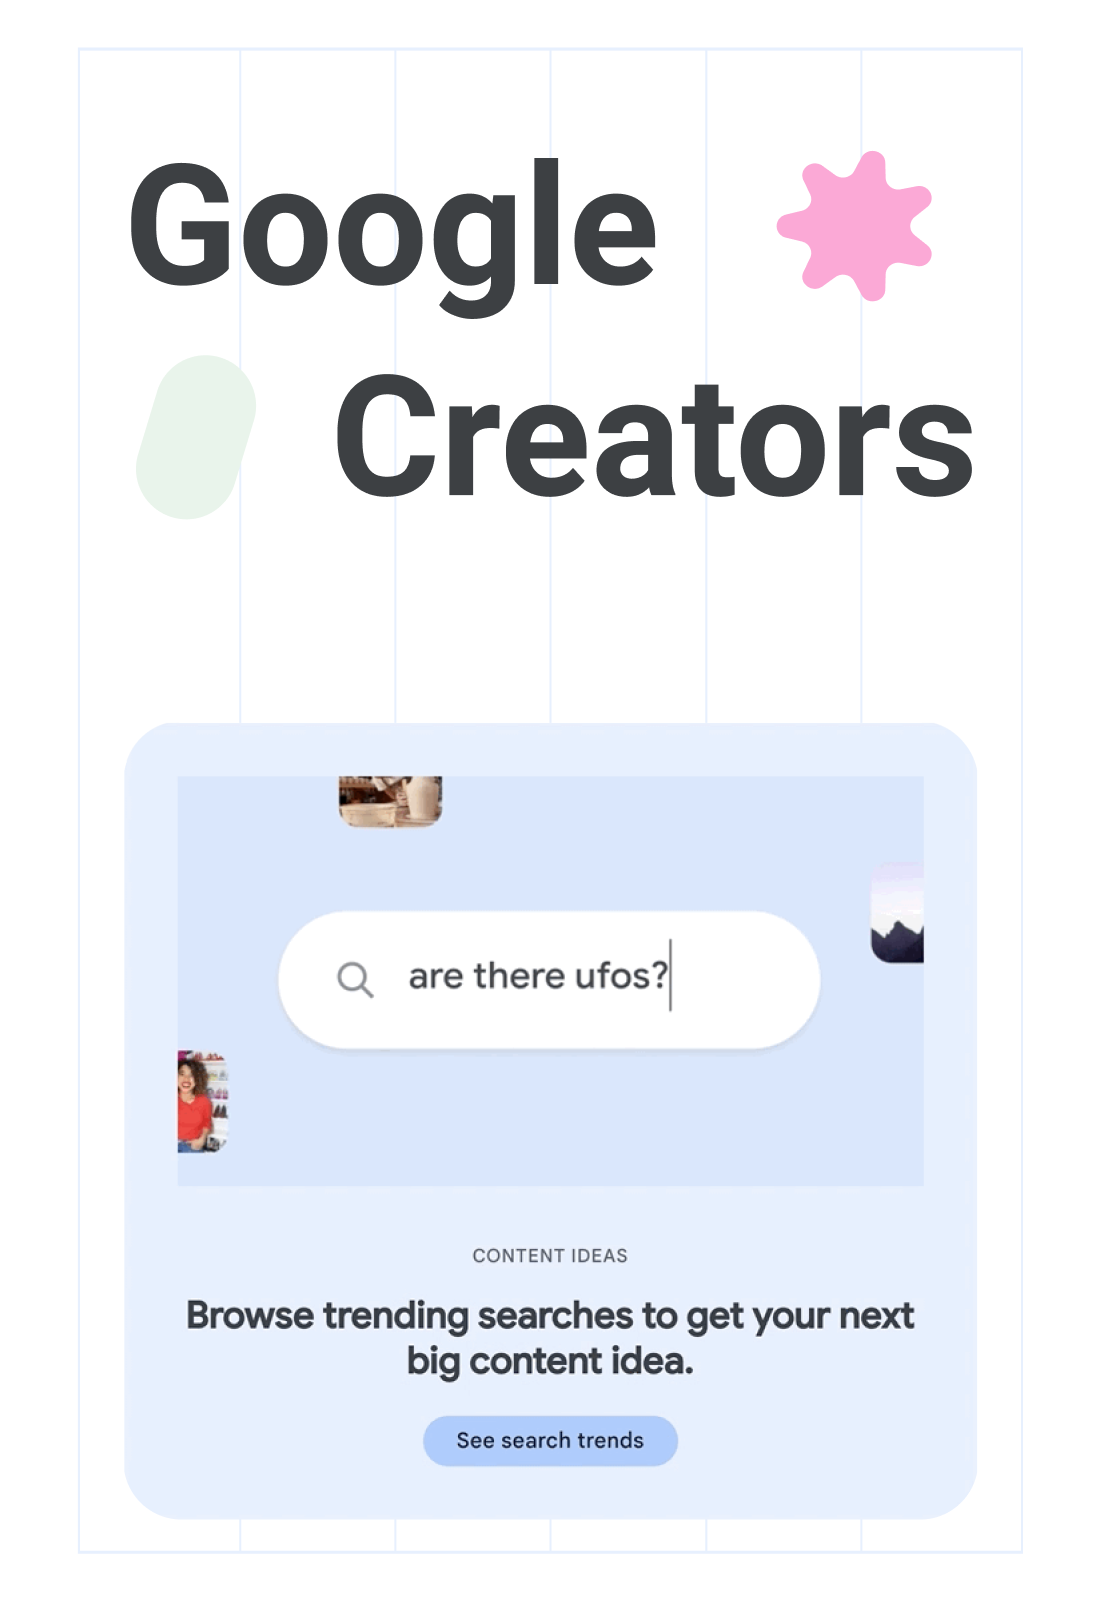 Google
Creators
are there ufos?
CONTENT IDEAS
Browse trending searches to get your next
big content idea.
See search trends